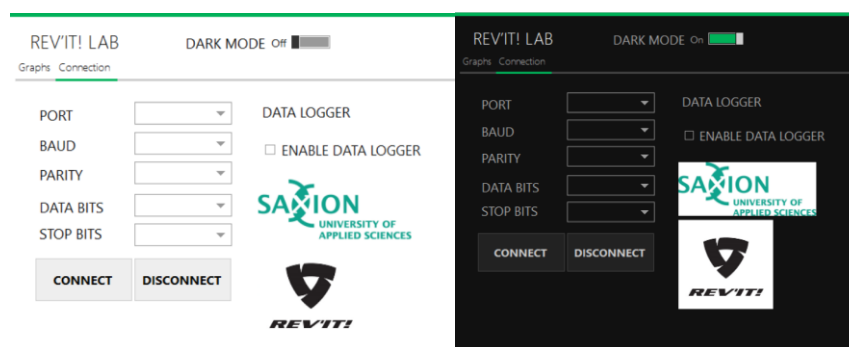 REV'IT! LAB
DARK MODE Off
Graphs Connection
PORT
BAUD
PARITY
DATA BITS
STOP BITS
CONNECT DISCONNECT
DATA LOGGER
ENABLE DATA LOGGER
SAXION
UNIVERSITY OF
APPLIED SCIENCES
REV'IT!
REV'IT! LAB
DARK MODE On
Graphs Connection
PORT
BAUD
PARITY
DATA BITS
STOP BITS
CONNECT DISCONNECT
DATA LOGGER
ENABLE DATA LOGGER
SAXION
UNIVERSITY OF
APPLIED SCIENCES
REV'IT!